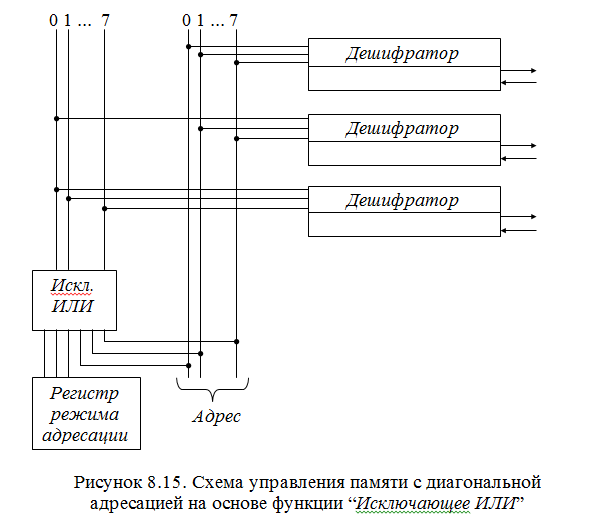 0 1 ... 7
0 1 ... 7
Дешифратор
Дешифратор
Дешифратор
Искл.
ИЛИ
Регистр
режима
адресации
Адрес
Рисунок 8.15. Схема управления памяти с диагональной
адресацией на основе функции “Исключающее ИЛИ”